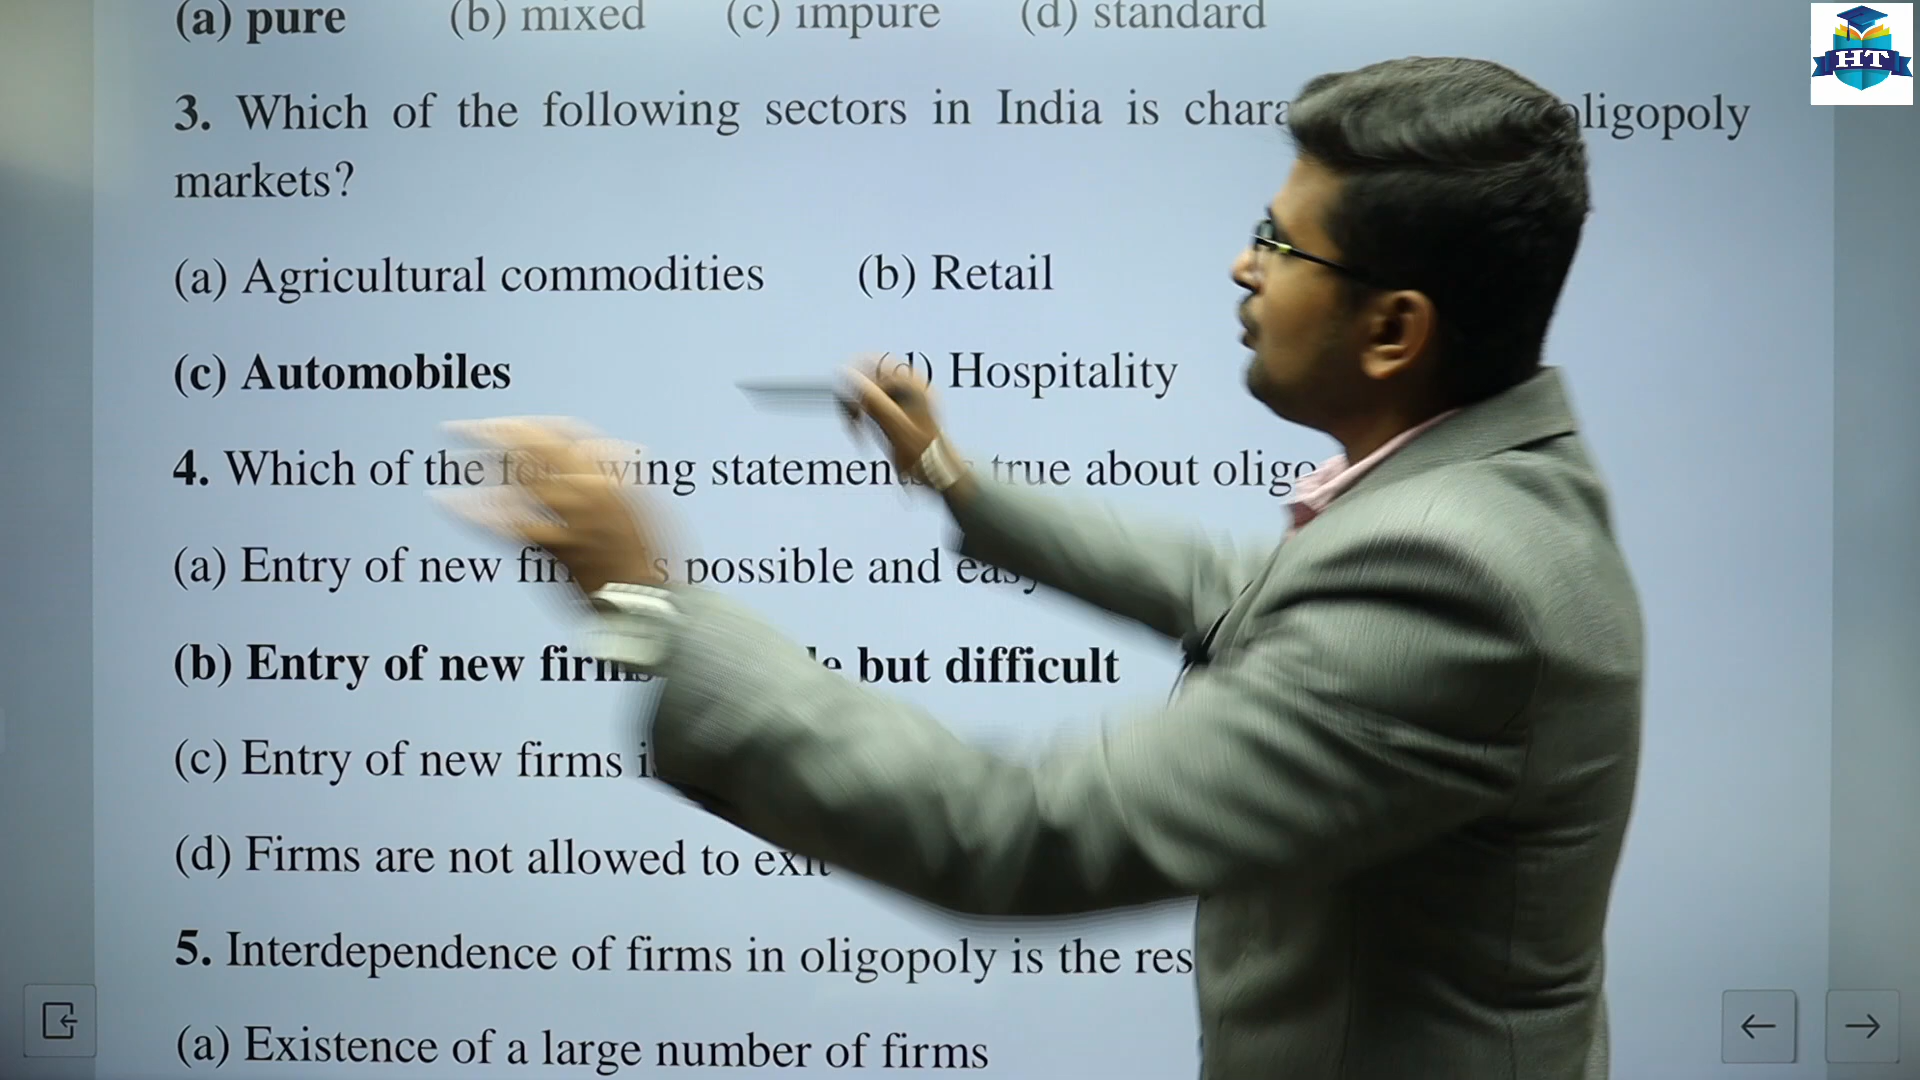 (a) pure (b) mixed (c) impure (d) standard
HT
3. Which of the following sectors in India is oligopoly
markets?
(a) Agricultural commodities (b) Retail
(c) Automobiles (d) Hospitality
4. Which of the following true about
(a) Entry of new possible and easy
(b) Entry of new but difficult
(c) Entry of new firms
(d) Firms are not allowed to exit
5. Interdependence of firms in oligopoly is the
(a) Existence of a large number of firms